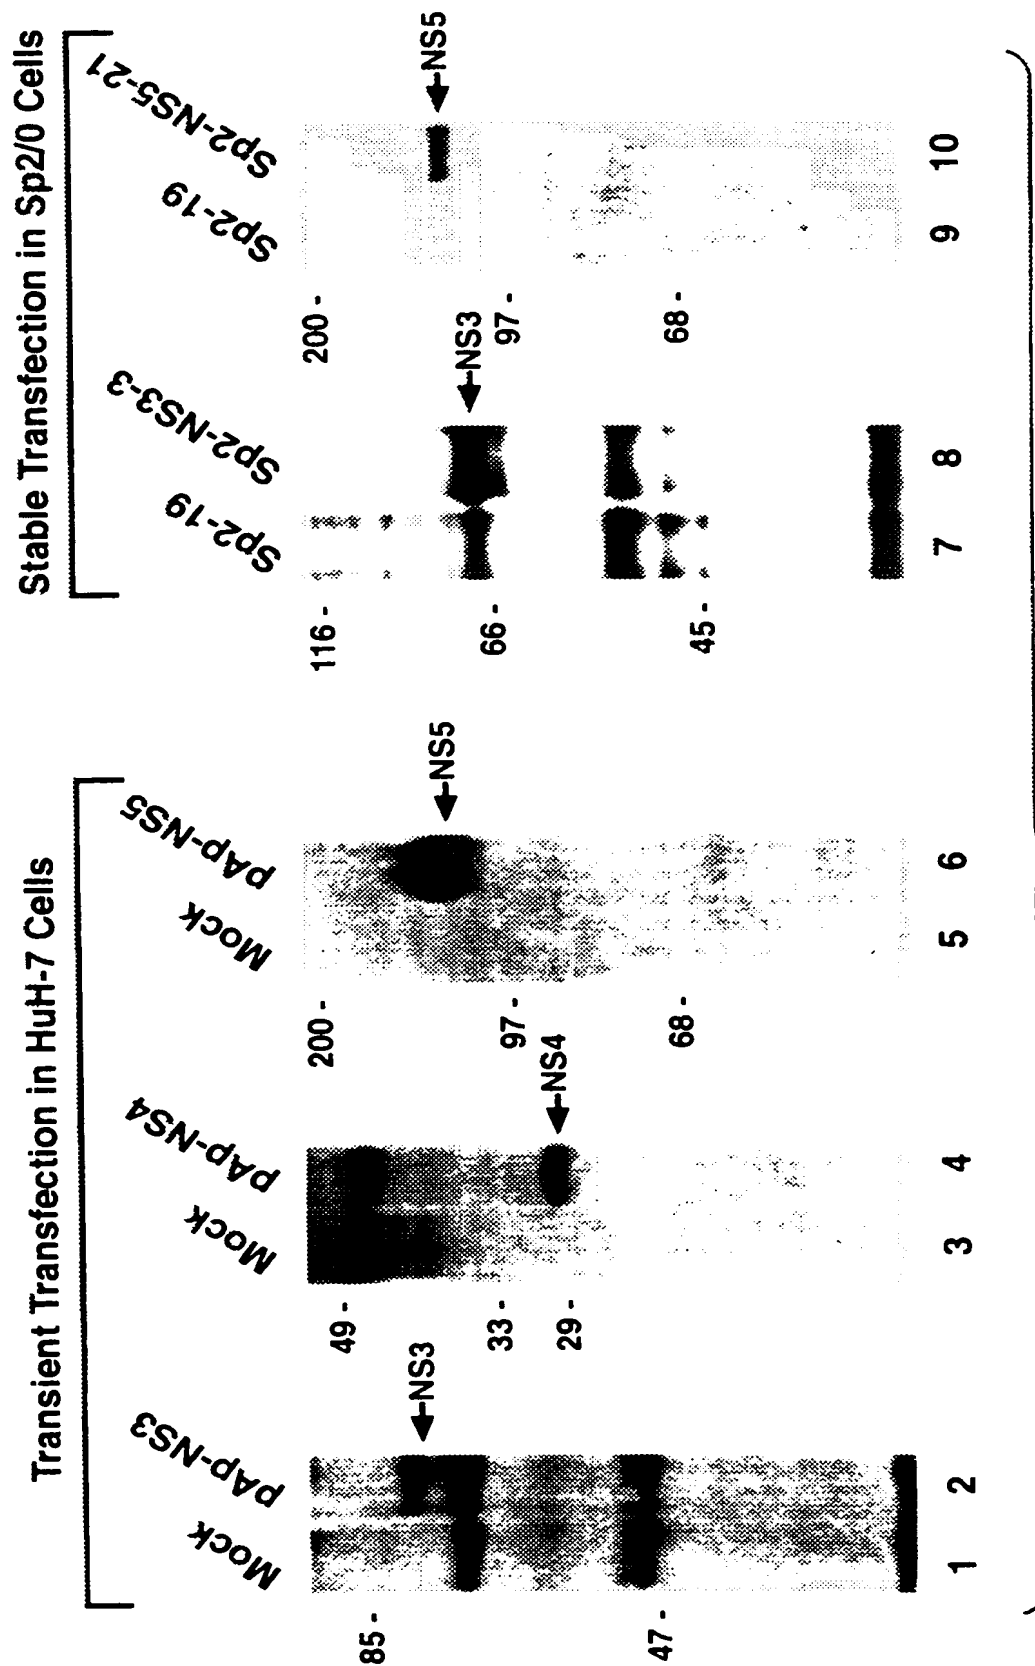 Transient Transfection in HuH-7 Cells
Stable Transfection in Sp2/0 Cells
Mock
pAp-NS3
Mock
pAp-NS4
Mock
pAp-NS5
Sp2-19
Sp2-NS3-3
Sp2-19
Sp2-NS5-21
85 -
47 -
NS3
49 -
33 -
29 -
NS4
200 -
97 -
68 -
NS5
116 -
66 -
45 -
NS3
200 -
97 -
68 -
NS5
1 2 3 4 5 6 7 8 9 10